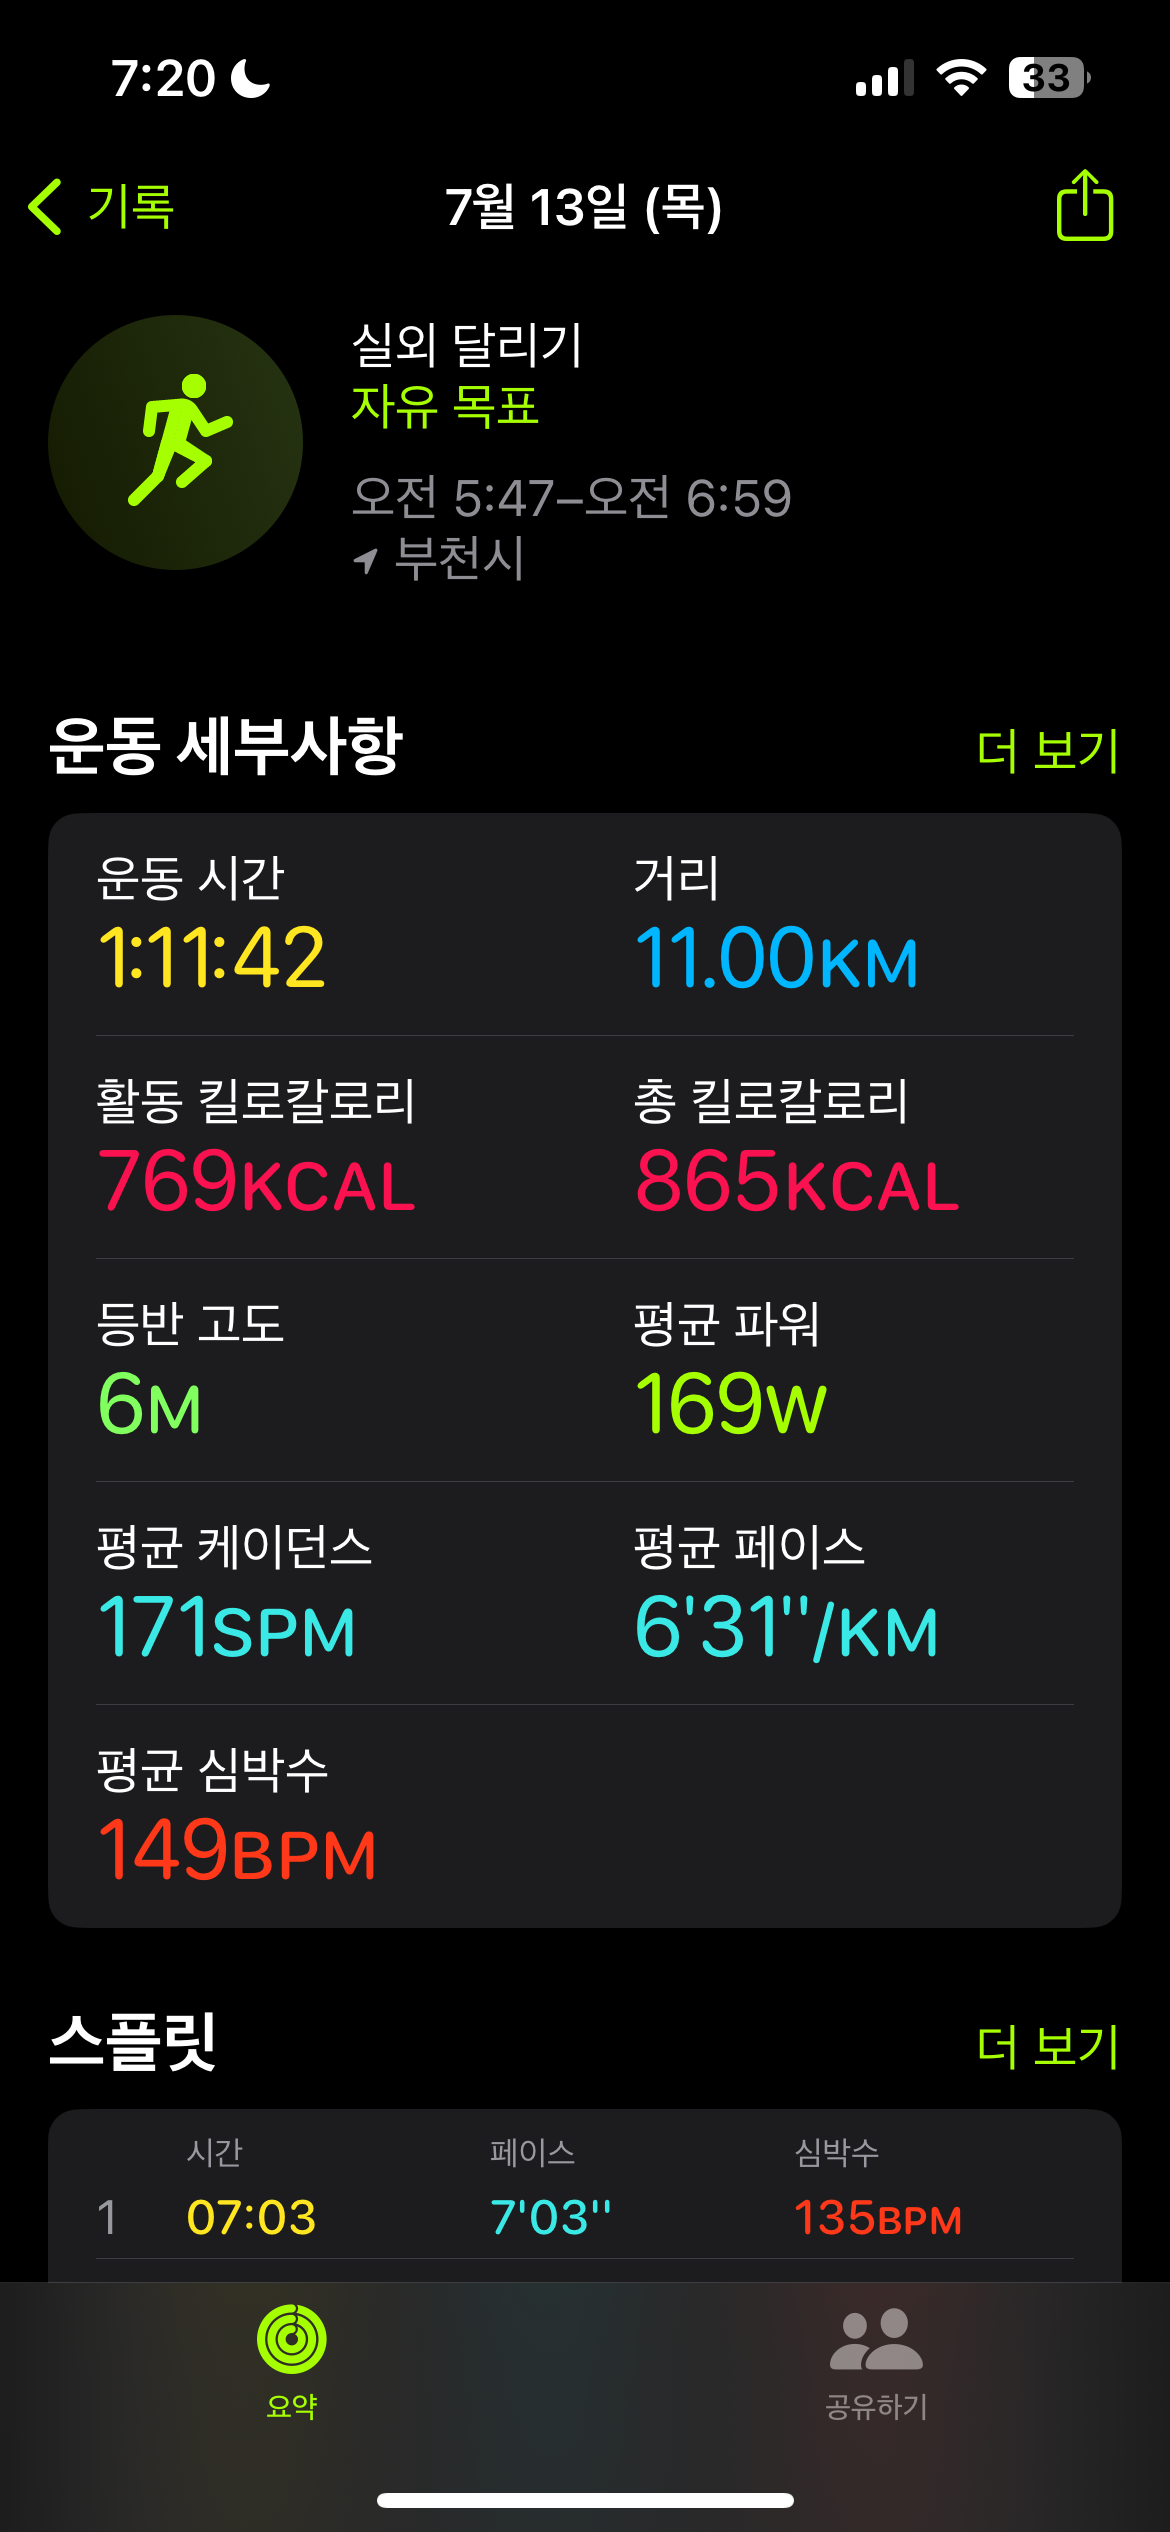 7:20
33
기록
7월 13일 (목)
실외 달리기
자유 목표
오전 5:47–오전 6:59
부천시
운동 세부사항
더 보기
운동 시간
거리
1:11:42
11.00KM
활동 킬로칼로리
총 킬로칼로리
769KCAL
865KCAL
등반 고도
평균 파워
6M
169W
평균 케이던스
평균 페이스
171SPM
6'31''/KM
평균 심박수
149BPM
스플릿
더 보기
시간
페이스
심박수
1
07:03
7'03''
135BPM
요약
공유하기